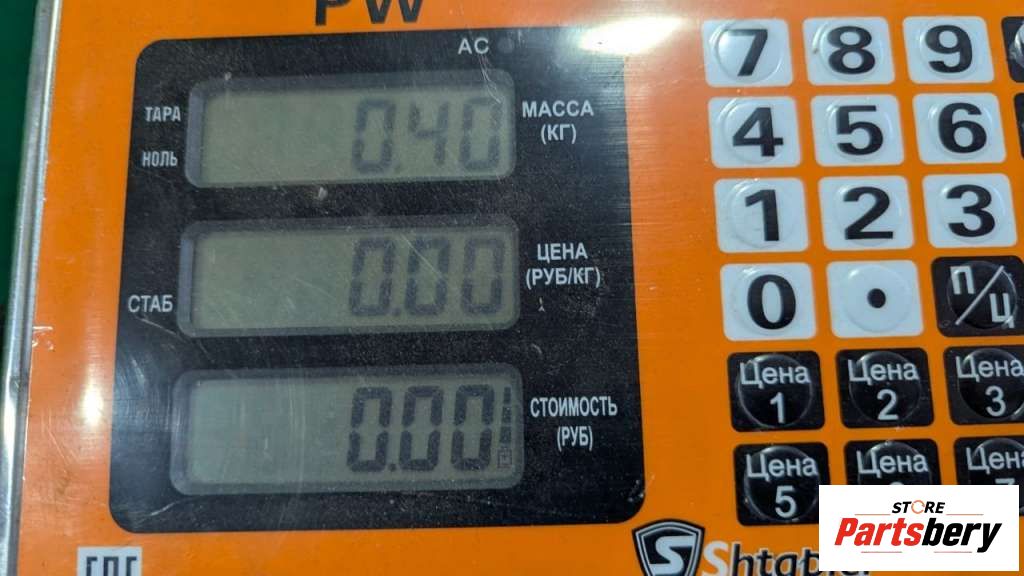 PW
AC
ТАРА
НОЛЬ
0.40
МАССА
(КГ)
СТАБ
0.00
ЦЕНА
(РУБ/КГ)
0.00
СТОИМОСТЬ
(РУБ)
7 8 9
4 5 6
1 2 3
0 . П/Ц
Цена 1 Цена 2 Цена 3
Цена 5 Цена Цена
S Shtapler
STORE
Partsbery